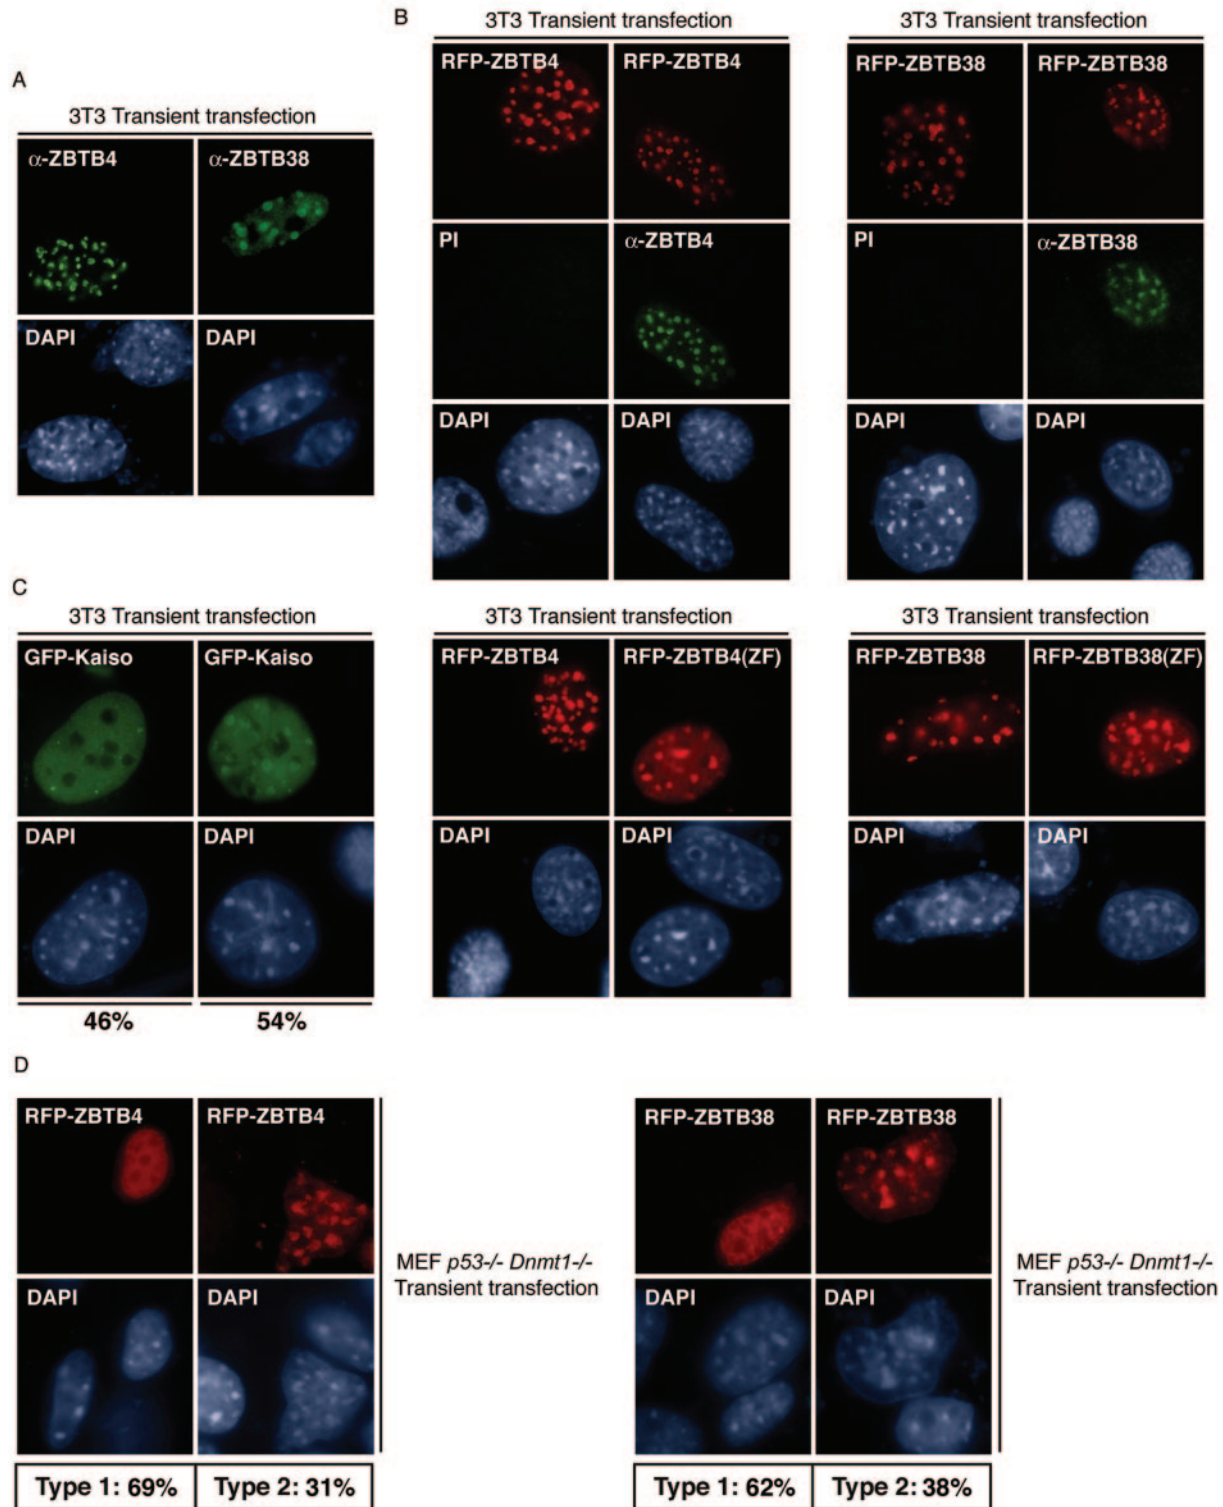 A
3T3 Transient transfection
α-ZBTB4
α-ZBTB38
DAPI
DAPI
B
3T3 Transient transfection
3T3 Transient transfection
RFP-ZBTB4
RFP-ZBTB4
RFP-ZBTB38
RFP-ZBTB38
PI
α-ZBTB4
PI
α-ZBTB38
DAPI
DAPI
DAPI
DAPI
C
3T3 Transient transfection
3T3 Transient transfection
3T3 Transient transfection
GFP-Kaiso
GFP-Kaiso
RFP-ZBTB4
RFP-ZBTB4(ZF)
RFP-ZBTB38
RFP-ZBTB38(ZF)
DAPI
DAPI
DAPI
DAPI
DAPI
DAPI
46%
54%
D
RFP-ZBTB4
RFP-ZBTB4
DAPI
DAPI
MEF p53-/- Dnmt1-/-
Transient transfection
Type 1: 69%
Type 2: 31%
RFP-ZBTB38
RFP-ZBTB38
DAPI
DAPI
MEF p53-/- Dnmt1-/-
Transient transfection
Type 1: 62%
Type 2: 38%